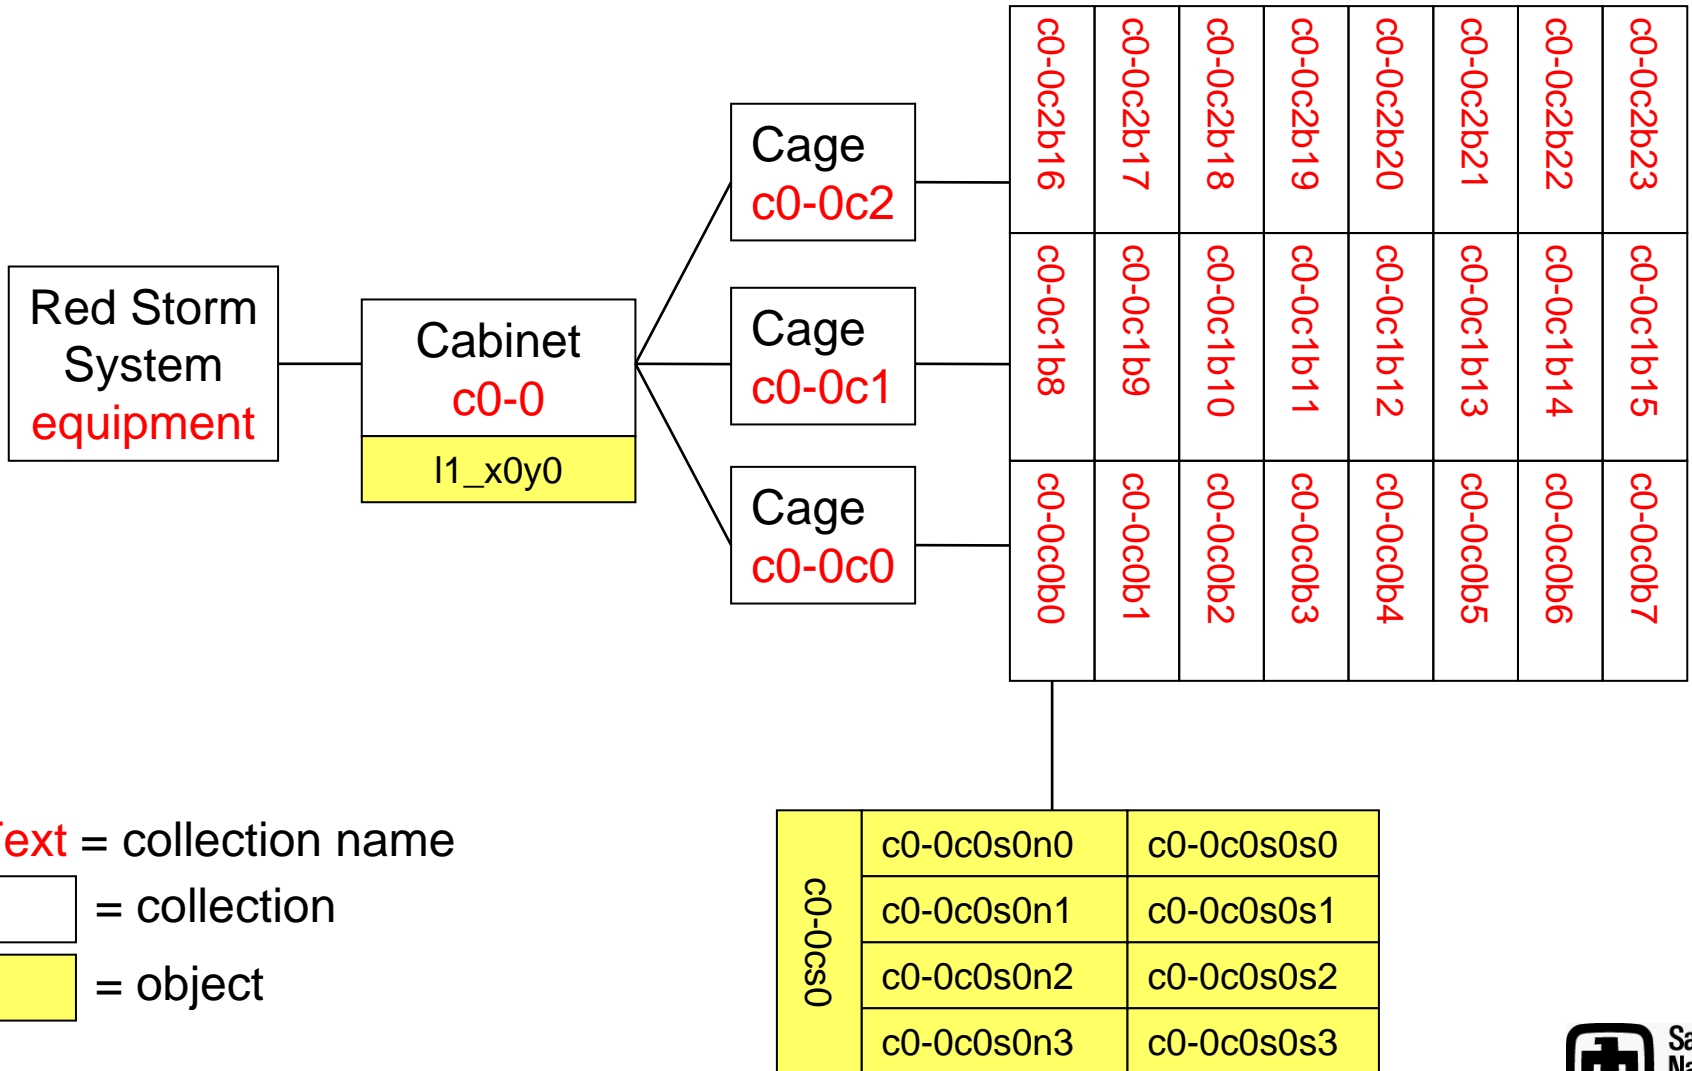 Red Storm
System
equipment
Cabinet
c0-0
l1_x0y0
Cage
c0-0c2
Cage
c0-0c1
Cage
c0-0c0
c0-0c2b16
c0-0c2b17
c0-0c2b18
c0-0c2b19
c0-0c2b20
c0-0c2b21
c0-0c2b22
c0-0c2b23
c0-0c1b8
c0-0c1b9
c0-0c1b10
c0-0c1b11
c0-0c1b12
c0-0c1b13
c0-0c1b14
c0-0c1b15
c0-0c0b0
c0-0c0b1
c0-0c0b2
c0-0c0b3
c0-0c0b4
c0-0c0b5
c0-0c0b6
c0-0c0b7
Text = collection name
= collection
= object
c0-0cs0
c0-0c0s0n0 c0-0c0s0s0
c0-0c0s0n1 c0-0c0s0s1
c0-0c0s0n2 c0-0c0s0s2
c0-0c0s0n3 c0-0c0s0s3